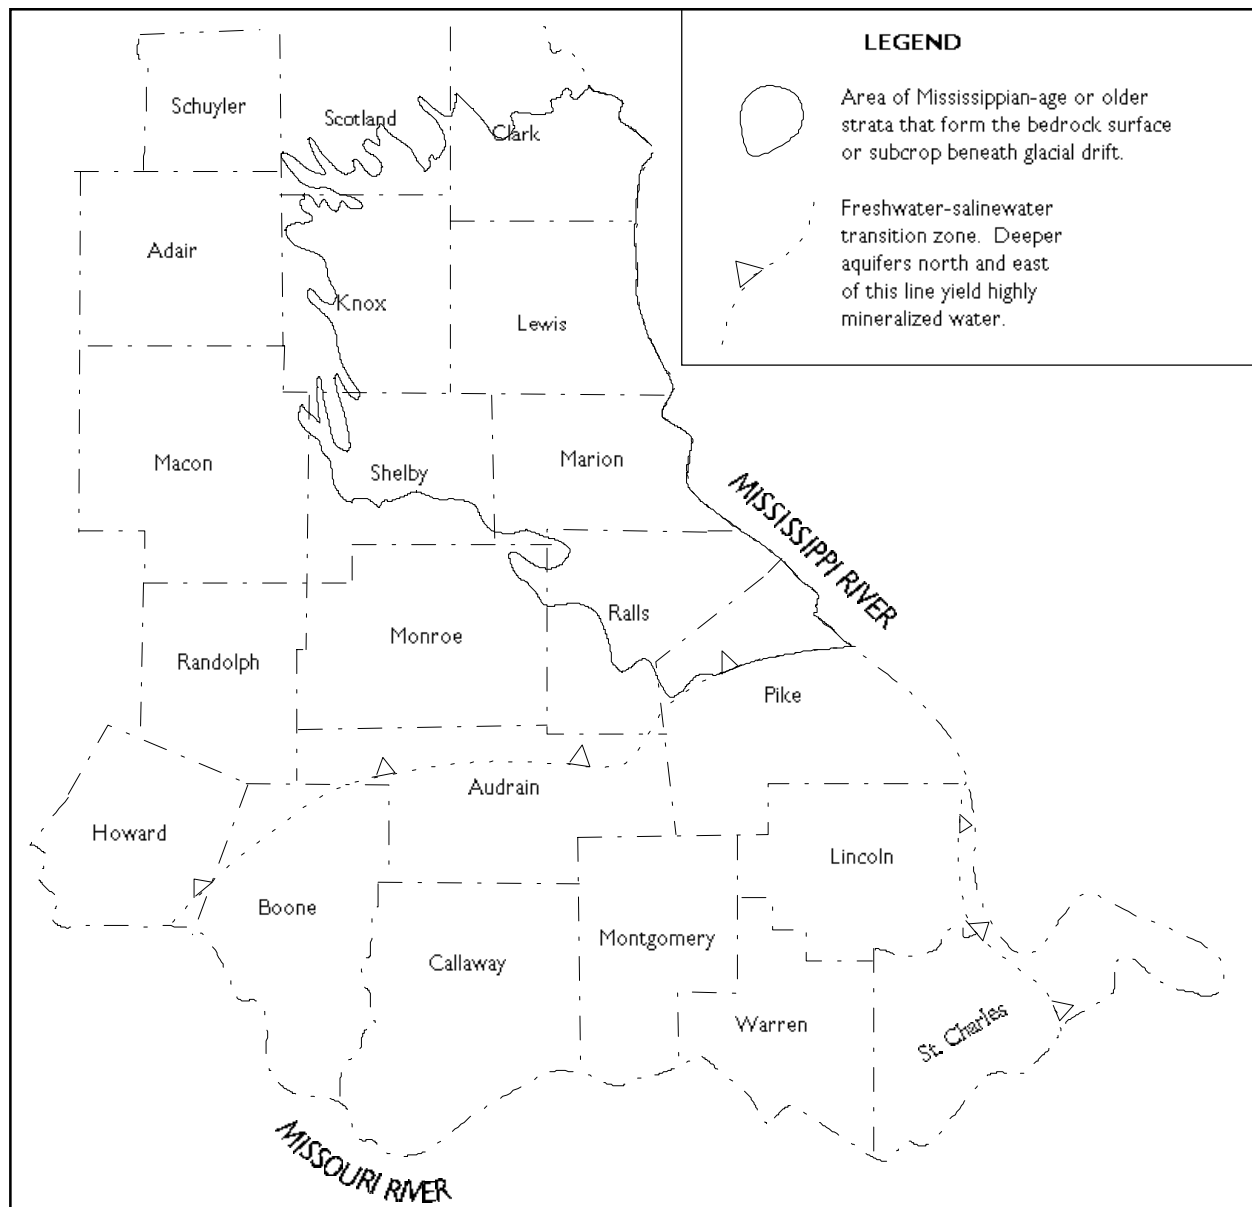 LEGEND
Area of Mississippian-age or older
strata that form the bedrock surface
or subcrop beneath glacial drift.
Freshwater-salinewater
transition zone. Deeper
aquifers north and east
of this line yield highly
mineralized water.
Schuyler
Scotland
Clark
Adair
Knox
Lewis
Macon
Shelby
Marion
MISSISSIPPI RIVER
Ralls
Monroe
Randolph
Pike
Audrain
Howard
Lincoln
Boone
Montgomery
Callaway
Warren
St. Charles
MISSOURI RIVER